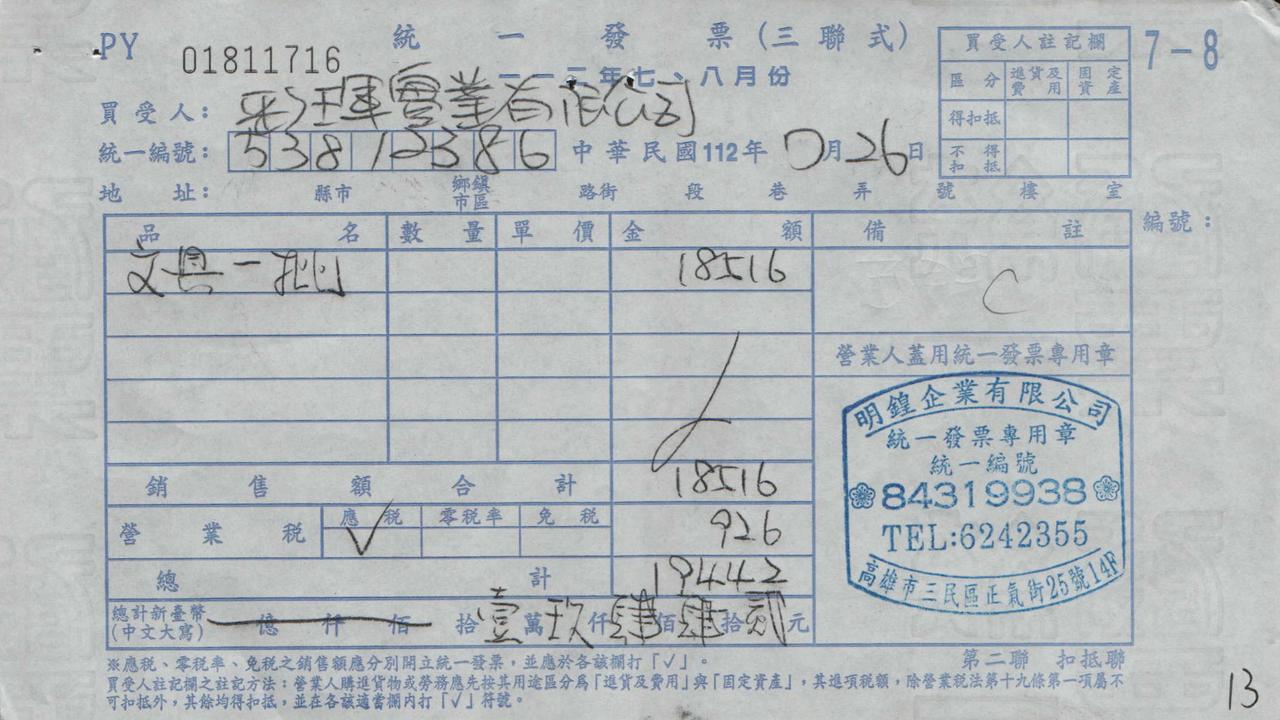 PY 01811716 統一發票(三聯式) 7-8
一一二年七、八月份
買受人註記欄
區分 進貨及費用 固定資產
得扣抵
不得扣抵
買受人: 彩琿實業有限公司
統一編號: 53812386 中華民國112年 7月26日
地址: 縣市 鄉鎮市區 路街 段 巷 弄 號 樓 室
編號:
品名 數量 單價 金額 備註
文具一批 18516 C
營業人蓋用統一發票專用章
銷售額合計 18516
營業稅 應稅 ✓ 零稅率 免稅 926
總計 19442
總計新臺幣(中文大寫) 億 仟 佰 拾 壹 萬 玖 仟 肆 佰 肆 拾 貳 元
明鍠企業有限公司
統一發票專用章
統一編號
84319938
TEL:6242355
高雄市三民區正氣街25號14F
※應稅、零稅率、免稅之銷售額應分別開立統一發票,並應於各該欄打「✓」。
第二聯 扣抵聯
買受人註記欄之註記方法:營業人購進貨物或勞務應先按其用途區分為「進貨及費用」與「固定資產」,其進項稅額,除營業稅法第十九條第一項屬不
可扣抵外,其餘均得扣抵,並在各該適當欄內打「✓」符號。
13